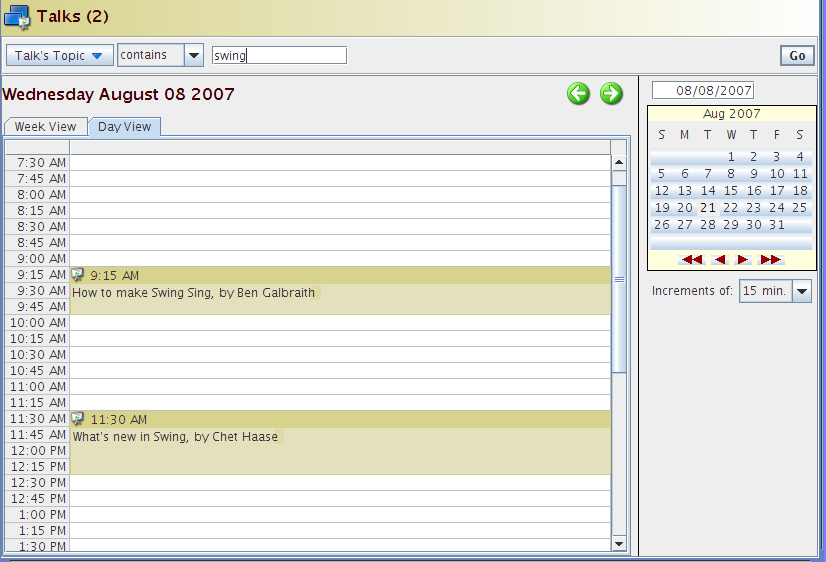 Talks (2)
Talk's Topic contains swing Go
Wednesday August 08 2007
Week View Day View
7:30 AM
7:45 AM
8:00 AM
8:15 AM
8:30 AM
8:45 AM
9:00 AM
9:15 AM 9:15 AM
9:30 AM How to make Swing Sing, by Ben Galbraith
9:45 AM
10:00 AM
10:15 AM
10:30 AM
10:45 AM
11:00 AM
11:15 AM
11:30 AM 11:30 AM
11:45 AM What's new in Swing, by Chet Haase
12:00 PM
12:15 PM
12:30 PM
12:45 PM
1:00 PM
1:15 PM
1:30 PM
08/08/2007
Aug 2007
S M T W T F S
1 2 3 4
5 6 7 8 9 10 11
12 13 14 15 16 17 18
19 20 21 22 23 24 25
26 27 28 29 30 31
Increments of: 15 min.